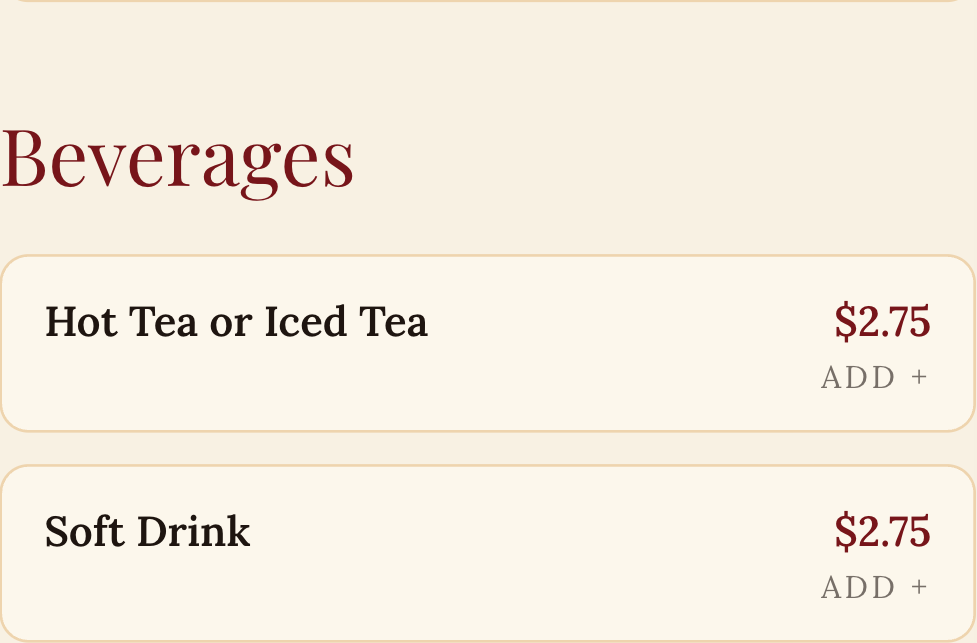 Beverages
Hot Tea or Iced Tea
$2.75
ADD +
Soft Drink
$2.75
ADD +